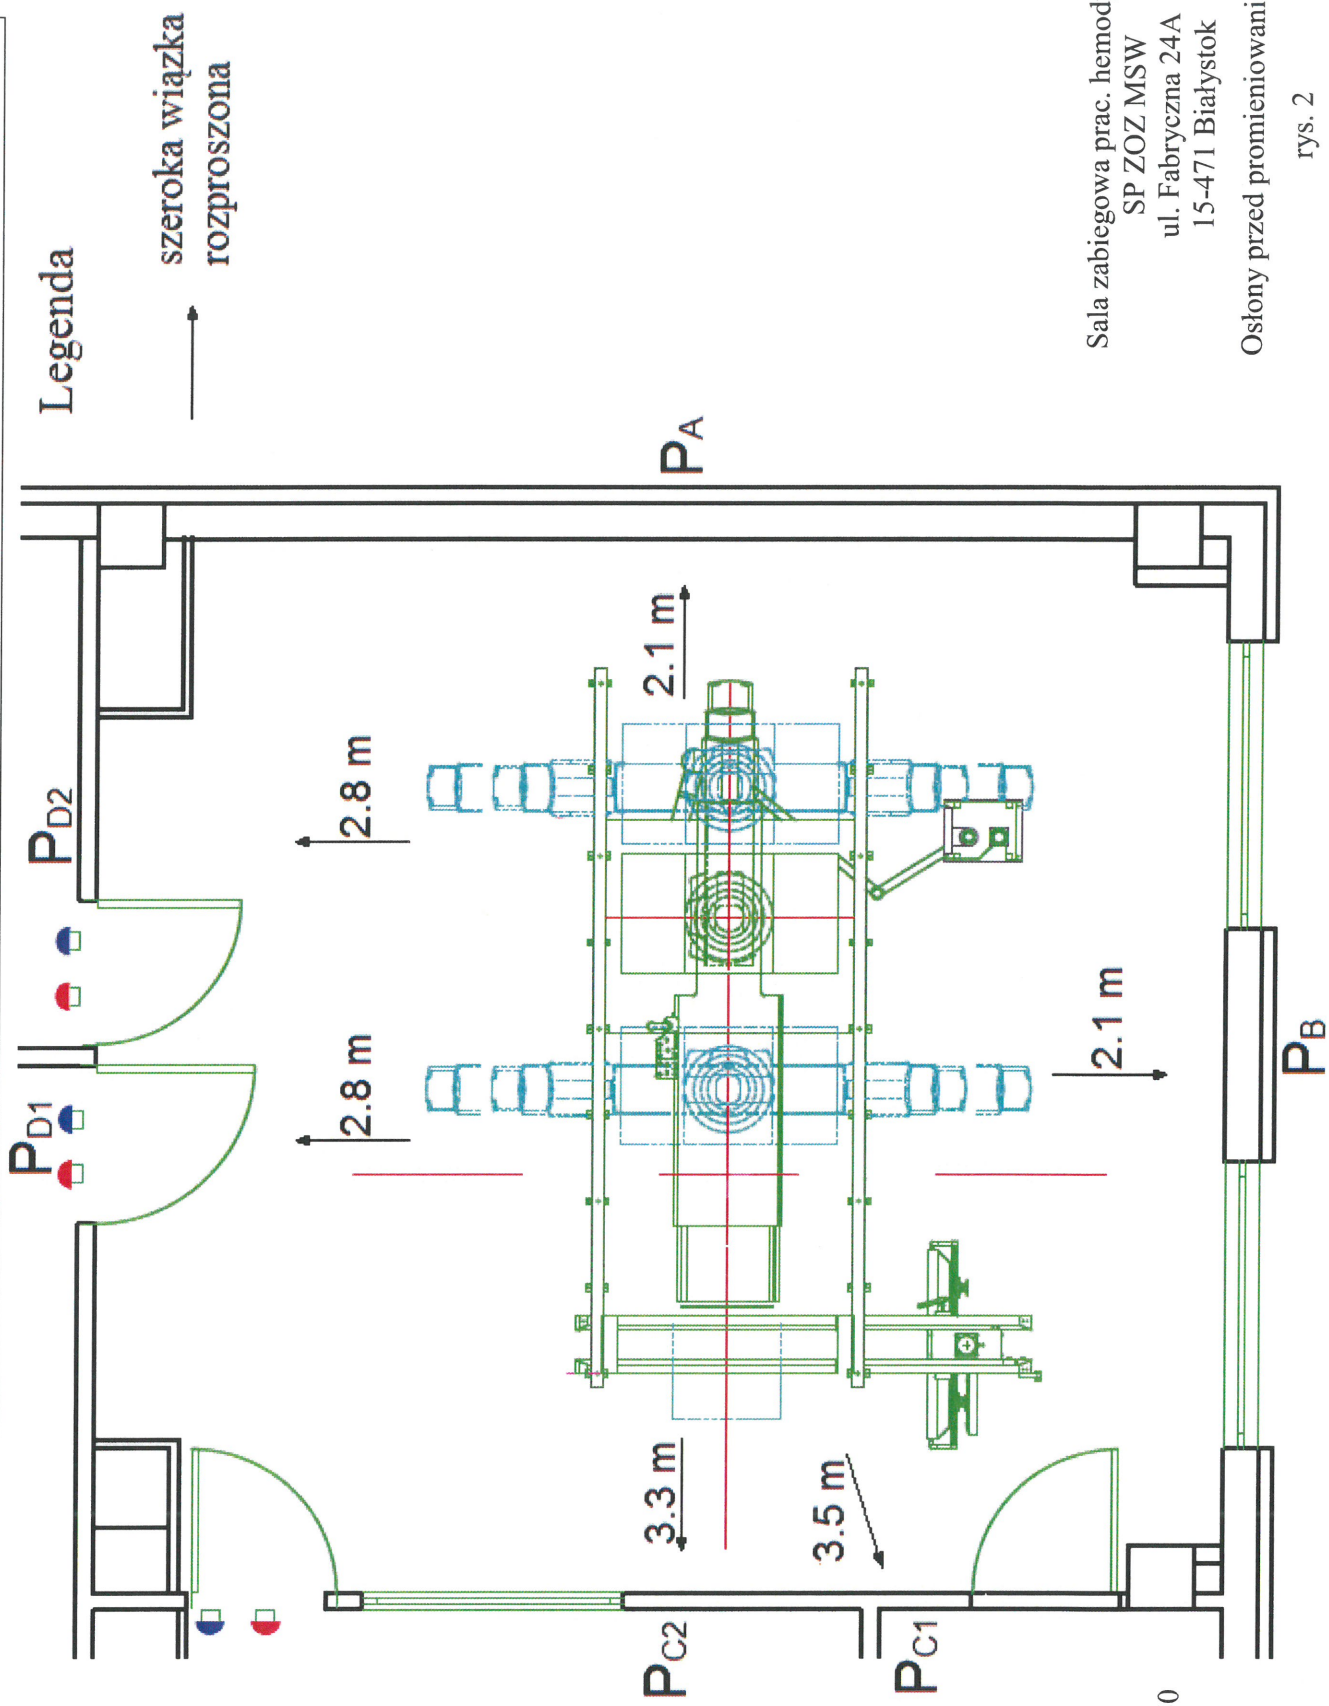 Legenda
szeroka wiązka
rozproszona
PD1
PD2
2.8 m
2.8 m
PA
2.1 m
2.1 m
PB
3.3 m
3.5 m
PC2
PC1
Sala zabiegowa prac. hemod
SP ZOZ MSW
ul. Fabryczna 24A
15-471 Białystok
Osłony przed promieniowani
rys. 2
0